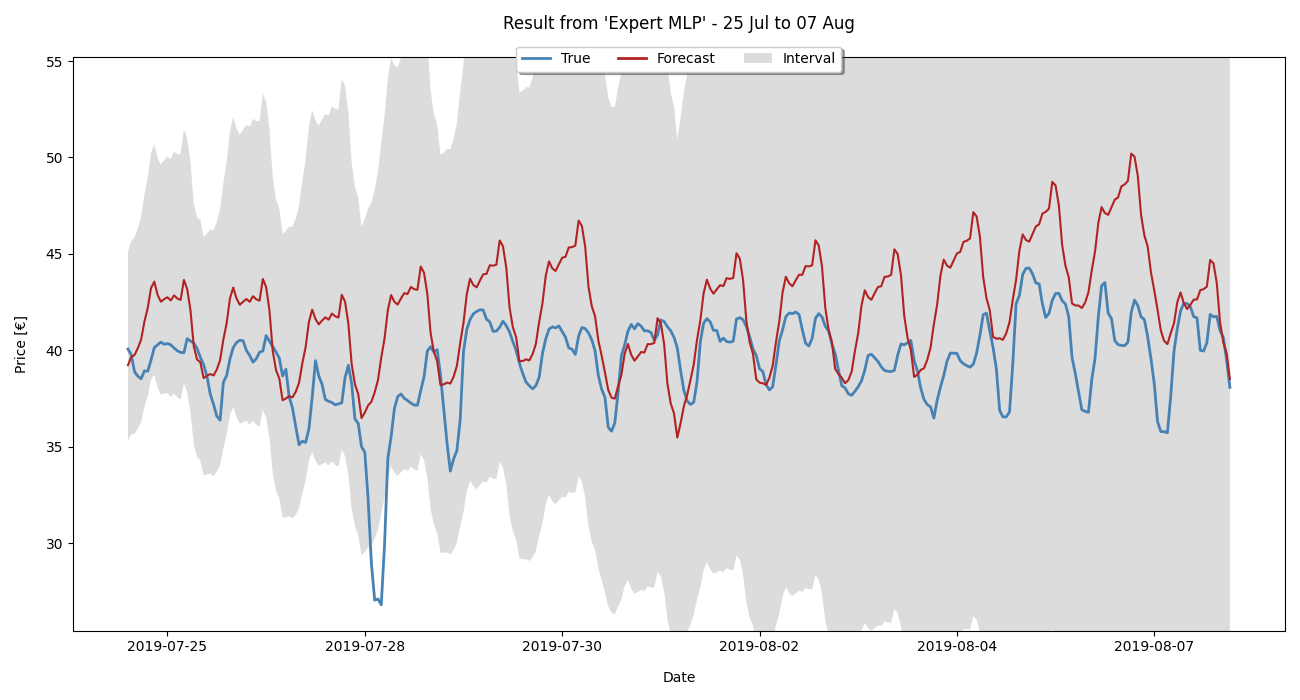 Result from 'Expert MLP' - 25 Jul to 07 Aug
True Forecast Interval
55
50
45
40
35
30
Price [€]
2019-07-25 2019-07-28 2019-07-30 2019-08-02 2019-08-04 2019-08-07
Date